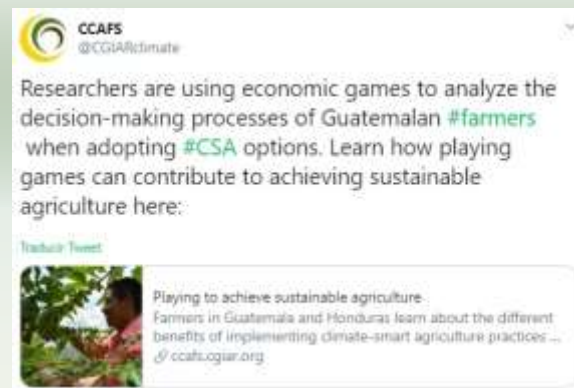 CCAFS
@CGIARclimate
Researchers are using economic games to analyze the
decision-making processes of Guatemalan #farmers
when adopting #CSA options. Learn how playing
games can contribute to achieving sustainable
agriculture here:
Traducir Tweet
Playing to achieve sustainable agriculture
Farmers in Guatemala and Honduras learn about the different
benefits of implementing climate-smart agriculture practices ...
ccafs.cgiar.org